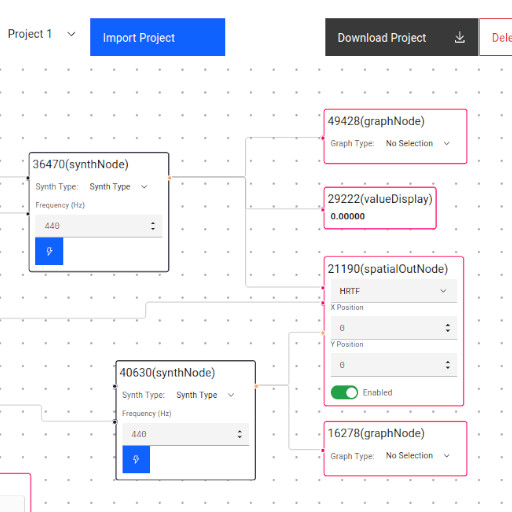 Project 1
Import Project
Download Project
Dele
49428(graphNode)
Graph Type: No Selection
36470(synthNode)
Synth Type: Synth Type
Frequency (Hz)
440
29222(valueDisplay)
0.00000
21190(spatialOutNode)
HRTF
X Position
0
Y Position
0
Enabled
40630(synthNode)
Synth Type: Synth Type
Frequency (Hz)
440
16278(graphNode)
Graph Type: No Selection